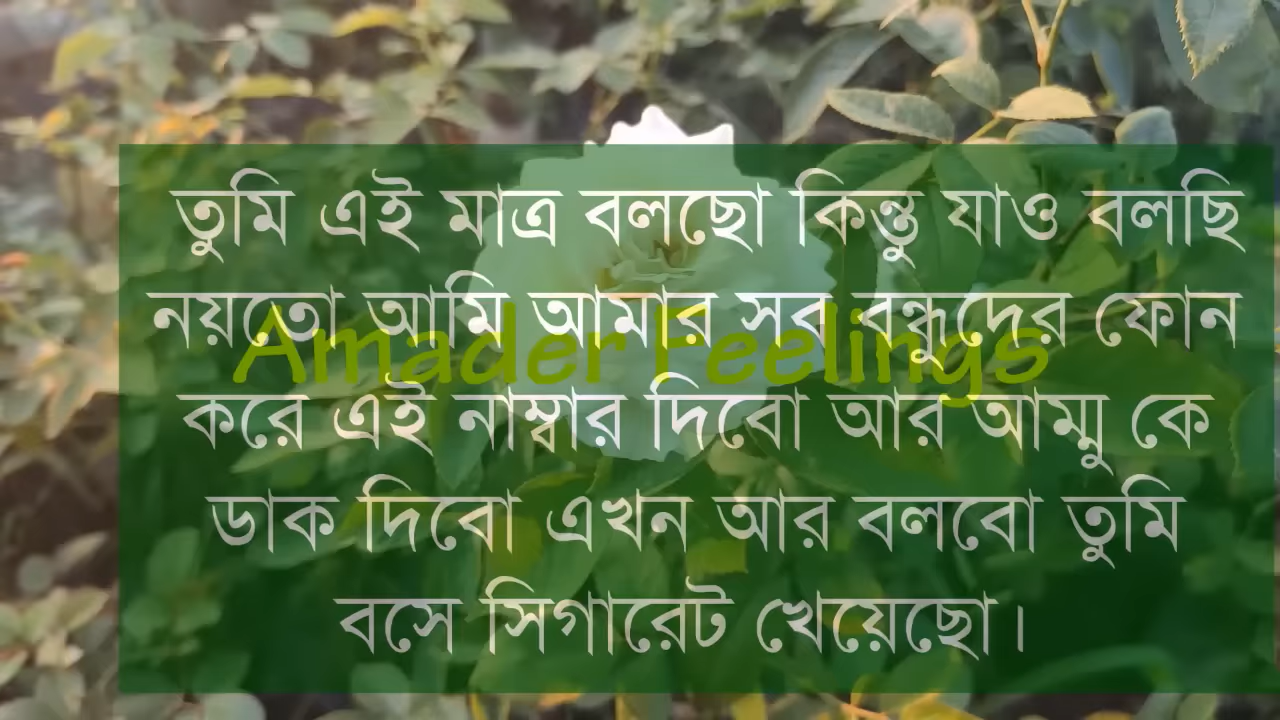 তুমি এই মাত্র বলছো কিন্তু যাও বলছি
নয়তো আমি আমার সব বন্ধুদের ফোন
Amader Feelings
করে এই নাম্বার দিবো আর আম্মু কে
ডাক দিবো এখন আর বলবো তুমি
বসে সিগারেট খেয়েছো।